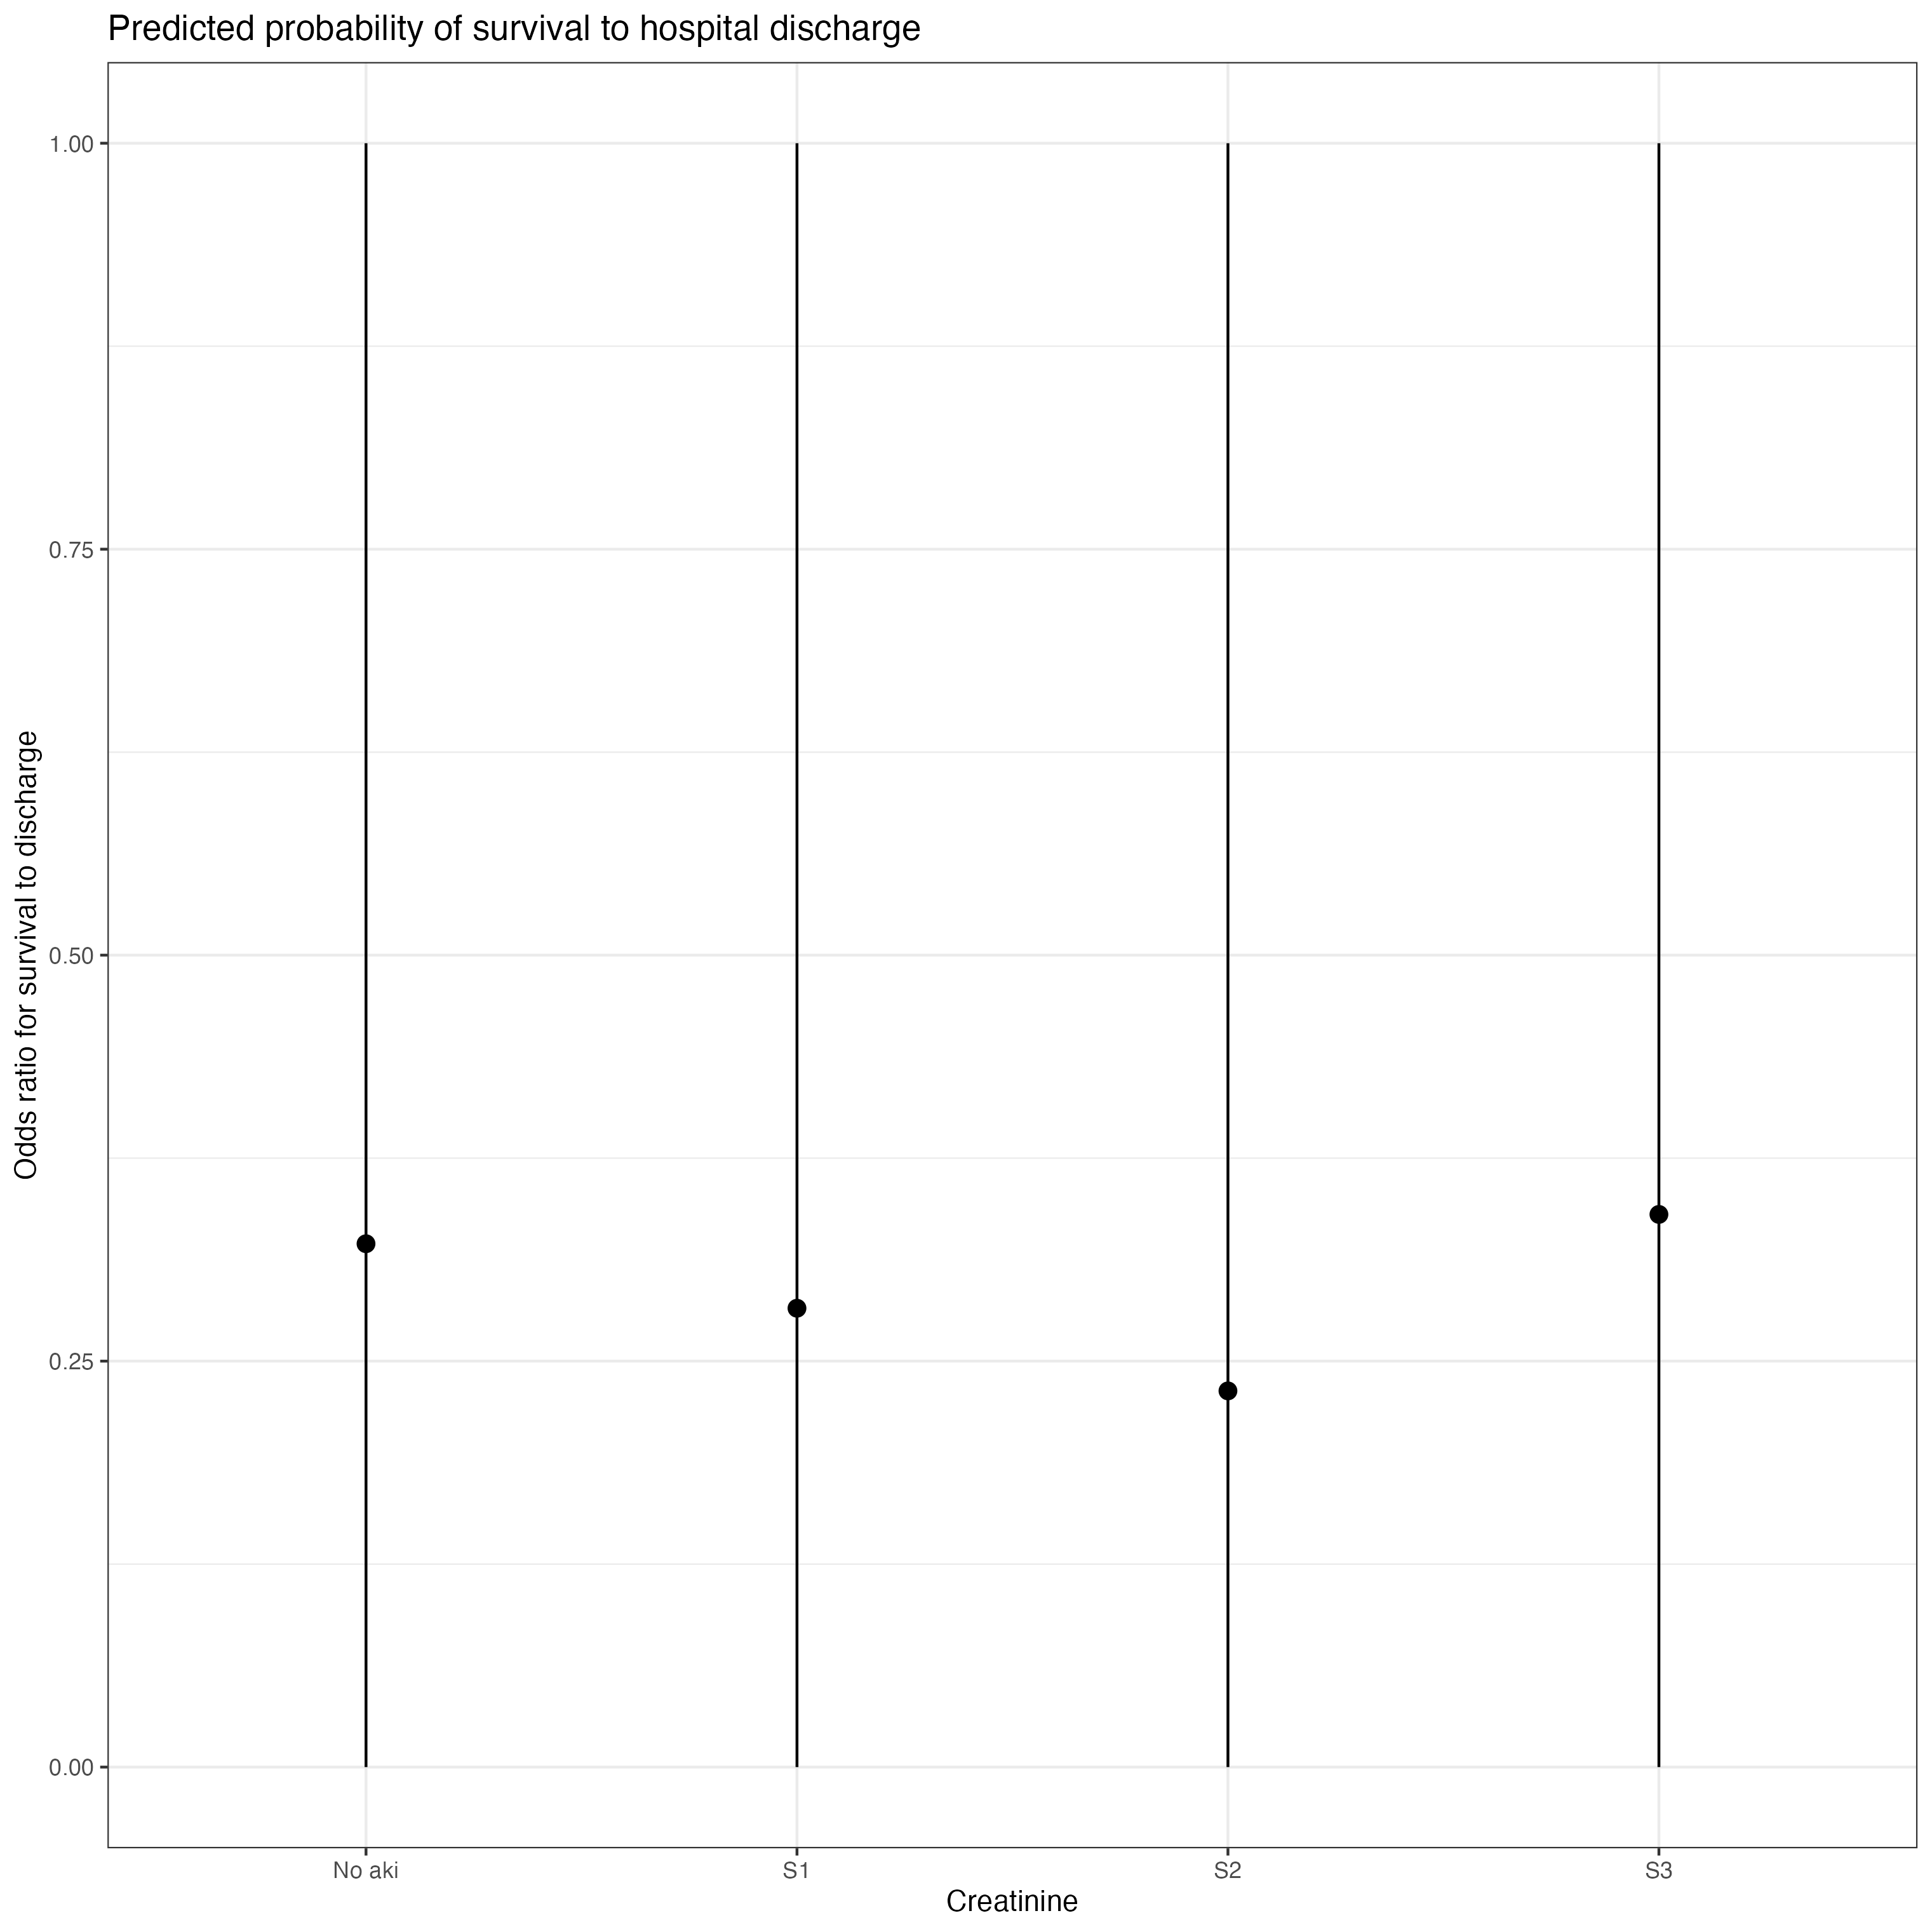 Predicted probability of survival to hospital discharge
Odds ratio for survival to discharge
1.00
0.75
0.50
0.25
0.00
No aki
S1
S2
S3
Creatinine